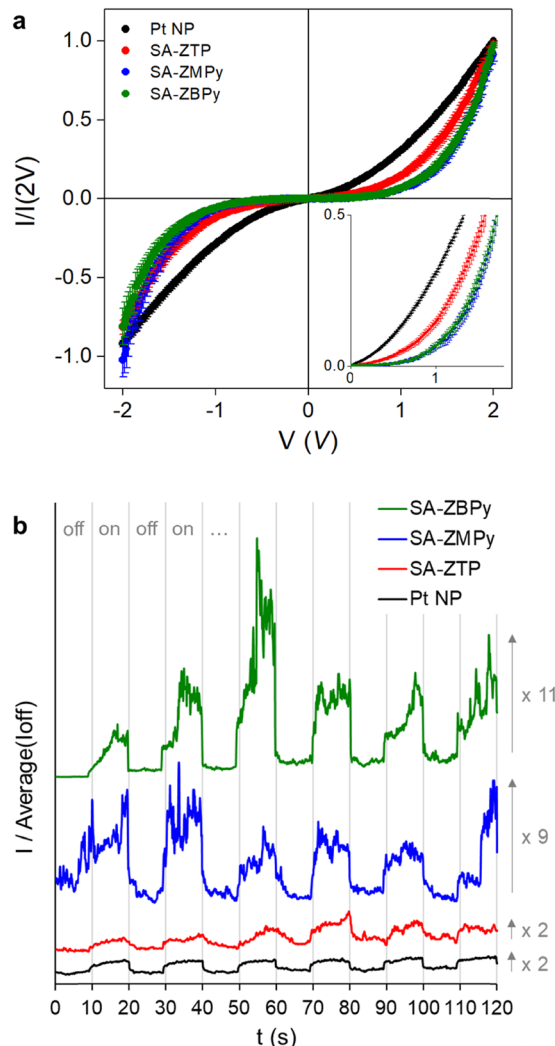 a
Pt NP
SA-ZTP
SA-ZMPy
SA-ZBPy
I/I(2V)
1.0
0.5
0.0
-0.5
-1.0
0.5
0.0
0 1
-2 -1 0 1 2
V (V)
b
off on off on ...
SA-ZBPy
SA-ZMPy
SA-ZTP
Pt NP
x 11
x 9
x 2
x 2
I / Average(Ioff)
0 10 20 30 40 50 60 70 80 90 100 110 120
t (s)